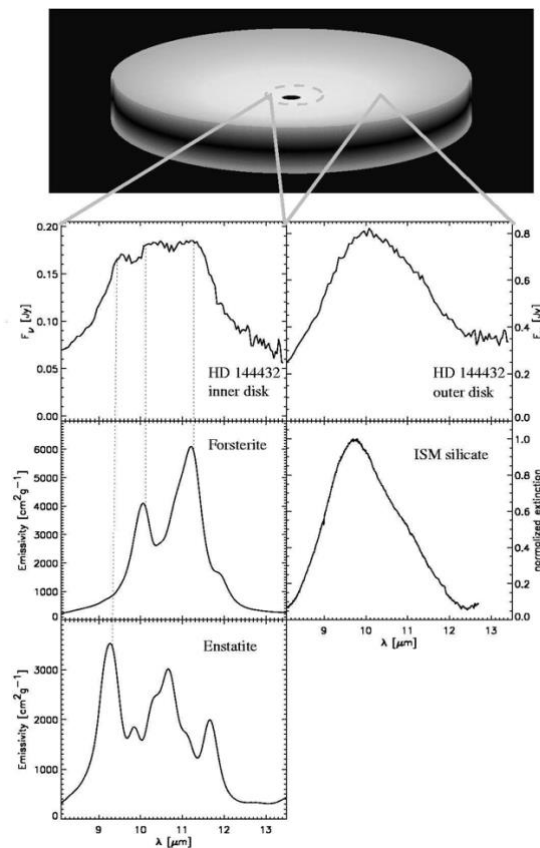 0.20
0.15
0.10
0.05
0.00
F_ν [Jy]
HD 144432
inner disk
0.8
0.6
0.4
0.2
0.0
F_ν [Jy]
HD 144432
outer disk
6000
5000
4000
3000
2000
1000
0
Emissivity [cm²g⁻¹]
Forsterite
1.0
0.8
0.6
0.4
0.2
0.0
normalized extinction
ISM silicate
9 10 11 12 13
λ [μm]
3000
2000
1000
0
Emissivity [cm²g⁻¹]
Enstatite
9 10 11 12 13
λ [μm]